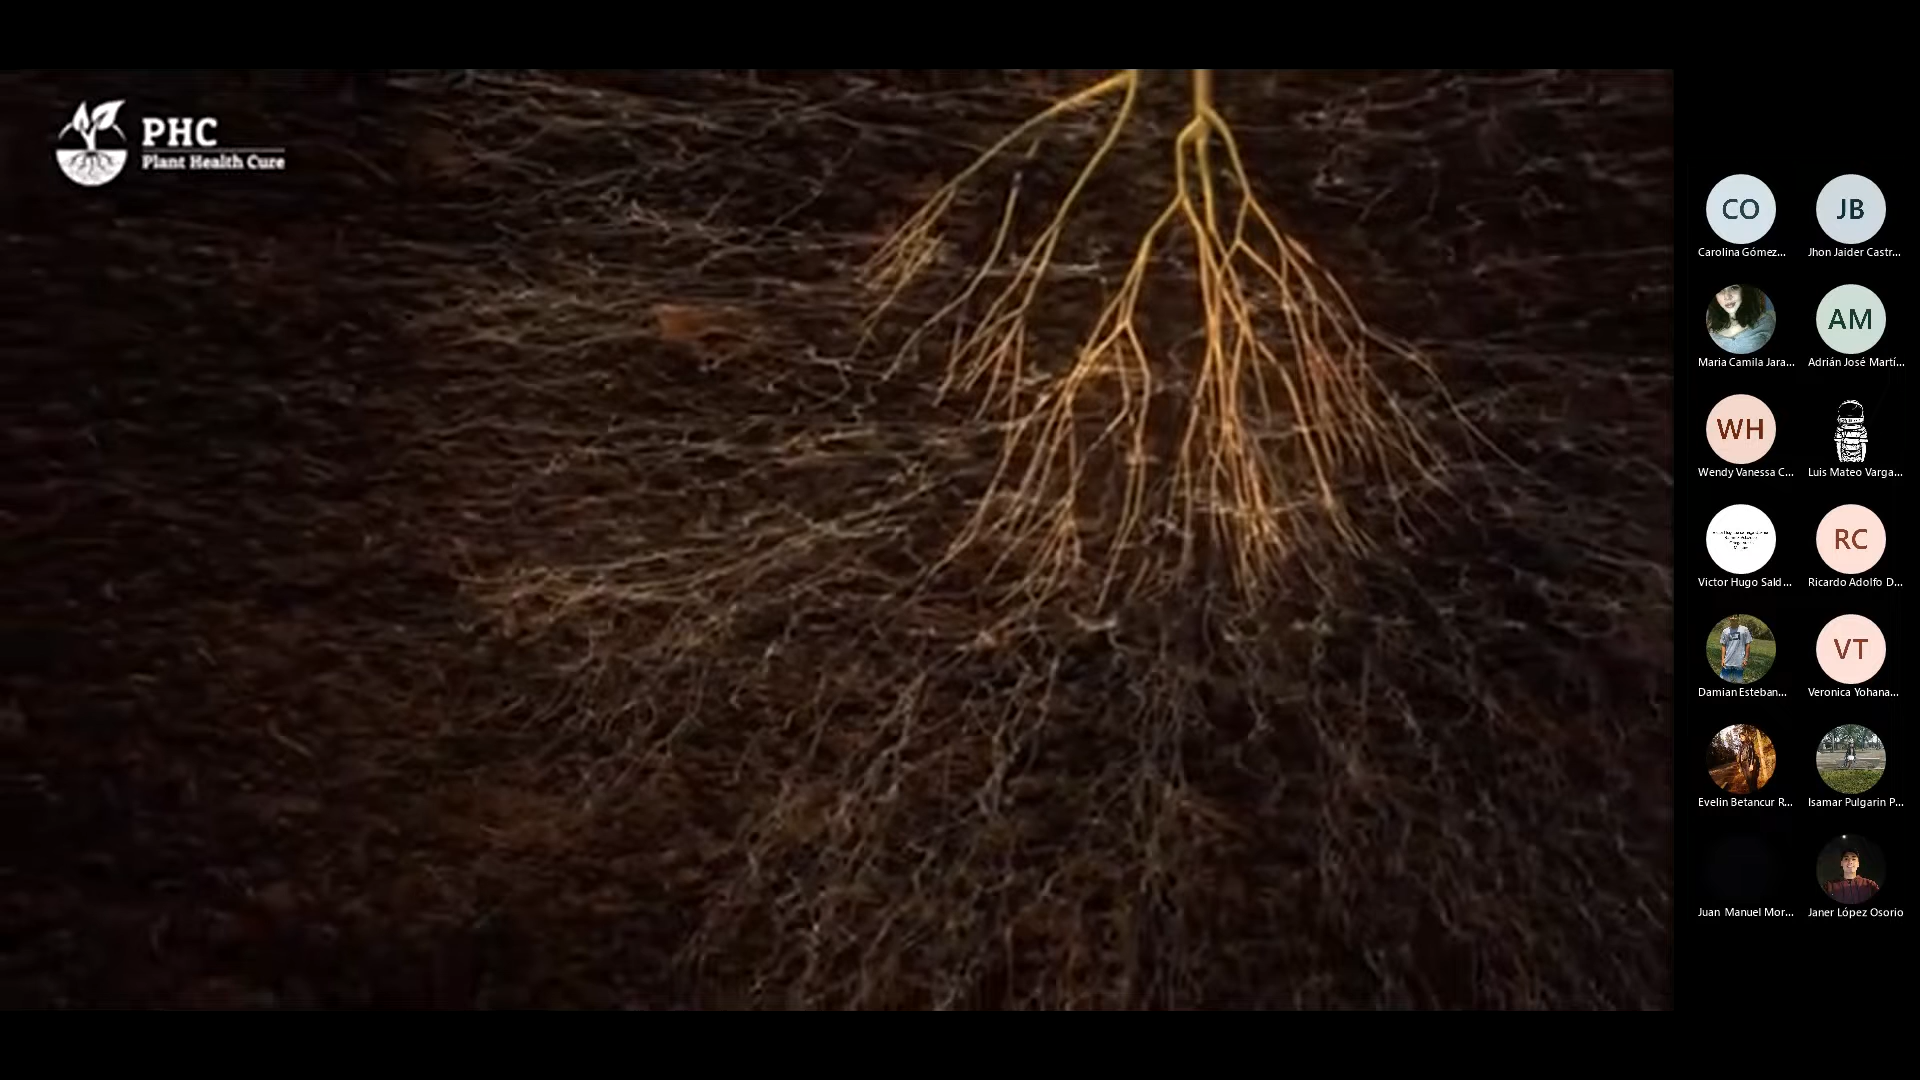 PHC
Plant Health Cure
CO
JB
Carolina Gómez...
Jhon Jaider Castr...
AM
Maria Camila Jara...
Adrián José Martí...
WH
Wendy Vanessa C...
Luis Mateo Varga...
RC
Victor Hugo Sald...
Ricardo Adolfo D...
VT
Damian Esteban...
Veronica Yohana...
Evelin Betancur R...
Isamar Pulgarin P...
Juan Manuel Mor...
Janer López Osorio